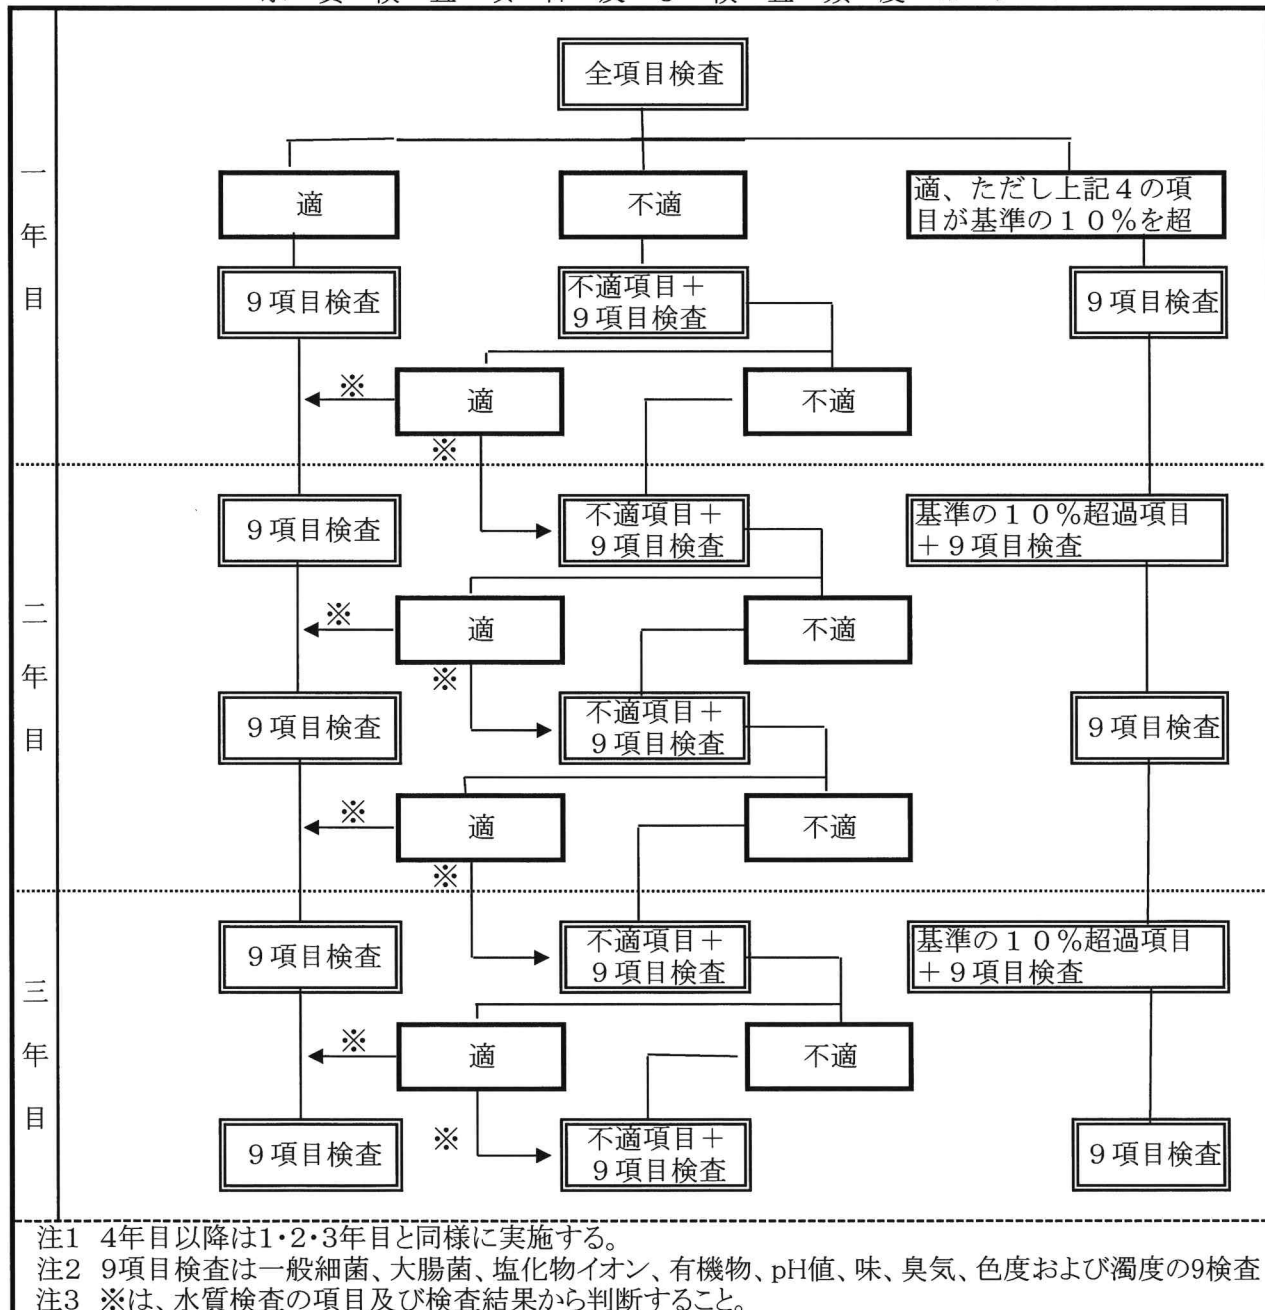 全項目検査
適
不適
適、ただし上記４の項
目が基準の１０％を超
一年目
９項目検査
不適項目＋
９項目検査
９項目検査
※
適
不適
※
９項目検査
不適項目＋
９項目検査
基準の１０％超過項目
＋９項目検査
二年目
※
適
不適
※
９項目検査
不適項目＋
９項目検査
９項目検査
※
適
不適
※
９項目検査
不適項目＋
９項目検査
基準の１０％超過項目
＋９項目検査
三年目
※
適
不適
※
９項目検査
不適項目＋
９項目検査
９項目検査
注1 4年目以降は1・2・3年目と同様に実施する。
注2 9項目検査は一般細菌、大腸菌、塩化物イオン、有機物、pH値、味、臭気、色度および濁度の9検査
注3 ※は、水質検査の項目及び検査結果から判断すること。